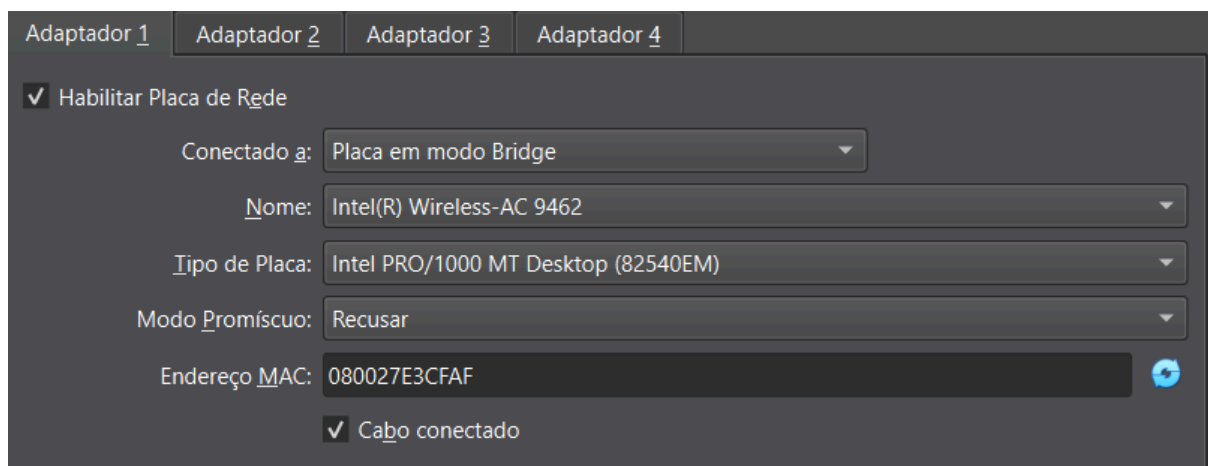 Adaptador 1 Adaptador 2 Adaptador 3 Adaptador 4
Habilitar Placa de Rede
Conectado a: Placa em modo Bridge
Nome: Intel(R) Wireless-AC 9462
Tipo de Placa: Intel PRO/1000 MT Desktop (82540EM)
Modo Promíscuo: Recusar
Endereço MAC: 080027E3CFAF
Cabo conectado